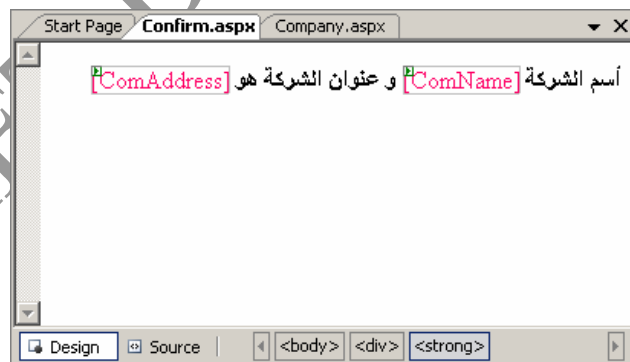 Start Page Confirm.aspx Company.aspx
أسم الشركة [ComName] و عنوان الشركة هو [ComAddress]
Design Source <body> <div> <strong>